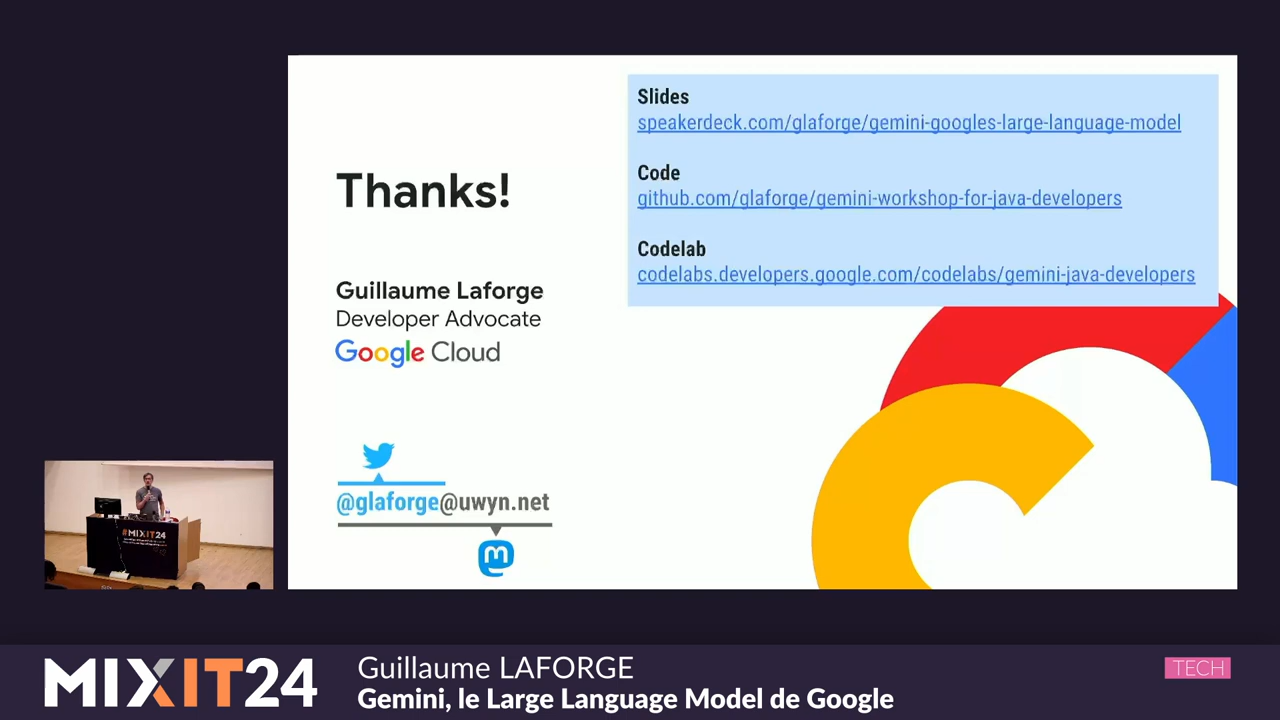 Thanks!
Guillaume Laforge
Developer Advocate
Google Cloud
@glaforge@uwyn.net
Slides
speakerdeck.com/glaforge/gemini-googles-large-language-model
Code
github.com/glaforge/gemini-workshop-for-java-developers
Codelab
codelabs.developers.google.com/codelabs/gemini-java-developers
#MIXIT24
MIXIT24
Guillaume LAFORGE
Gemini, le Large Language Model de Google
TECH